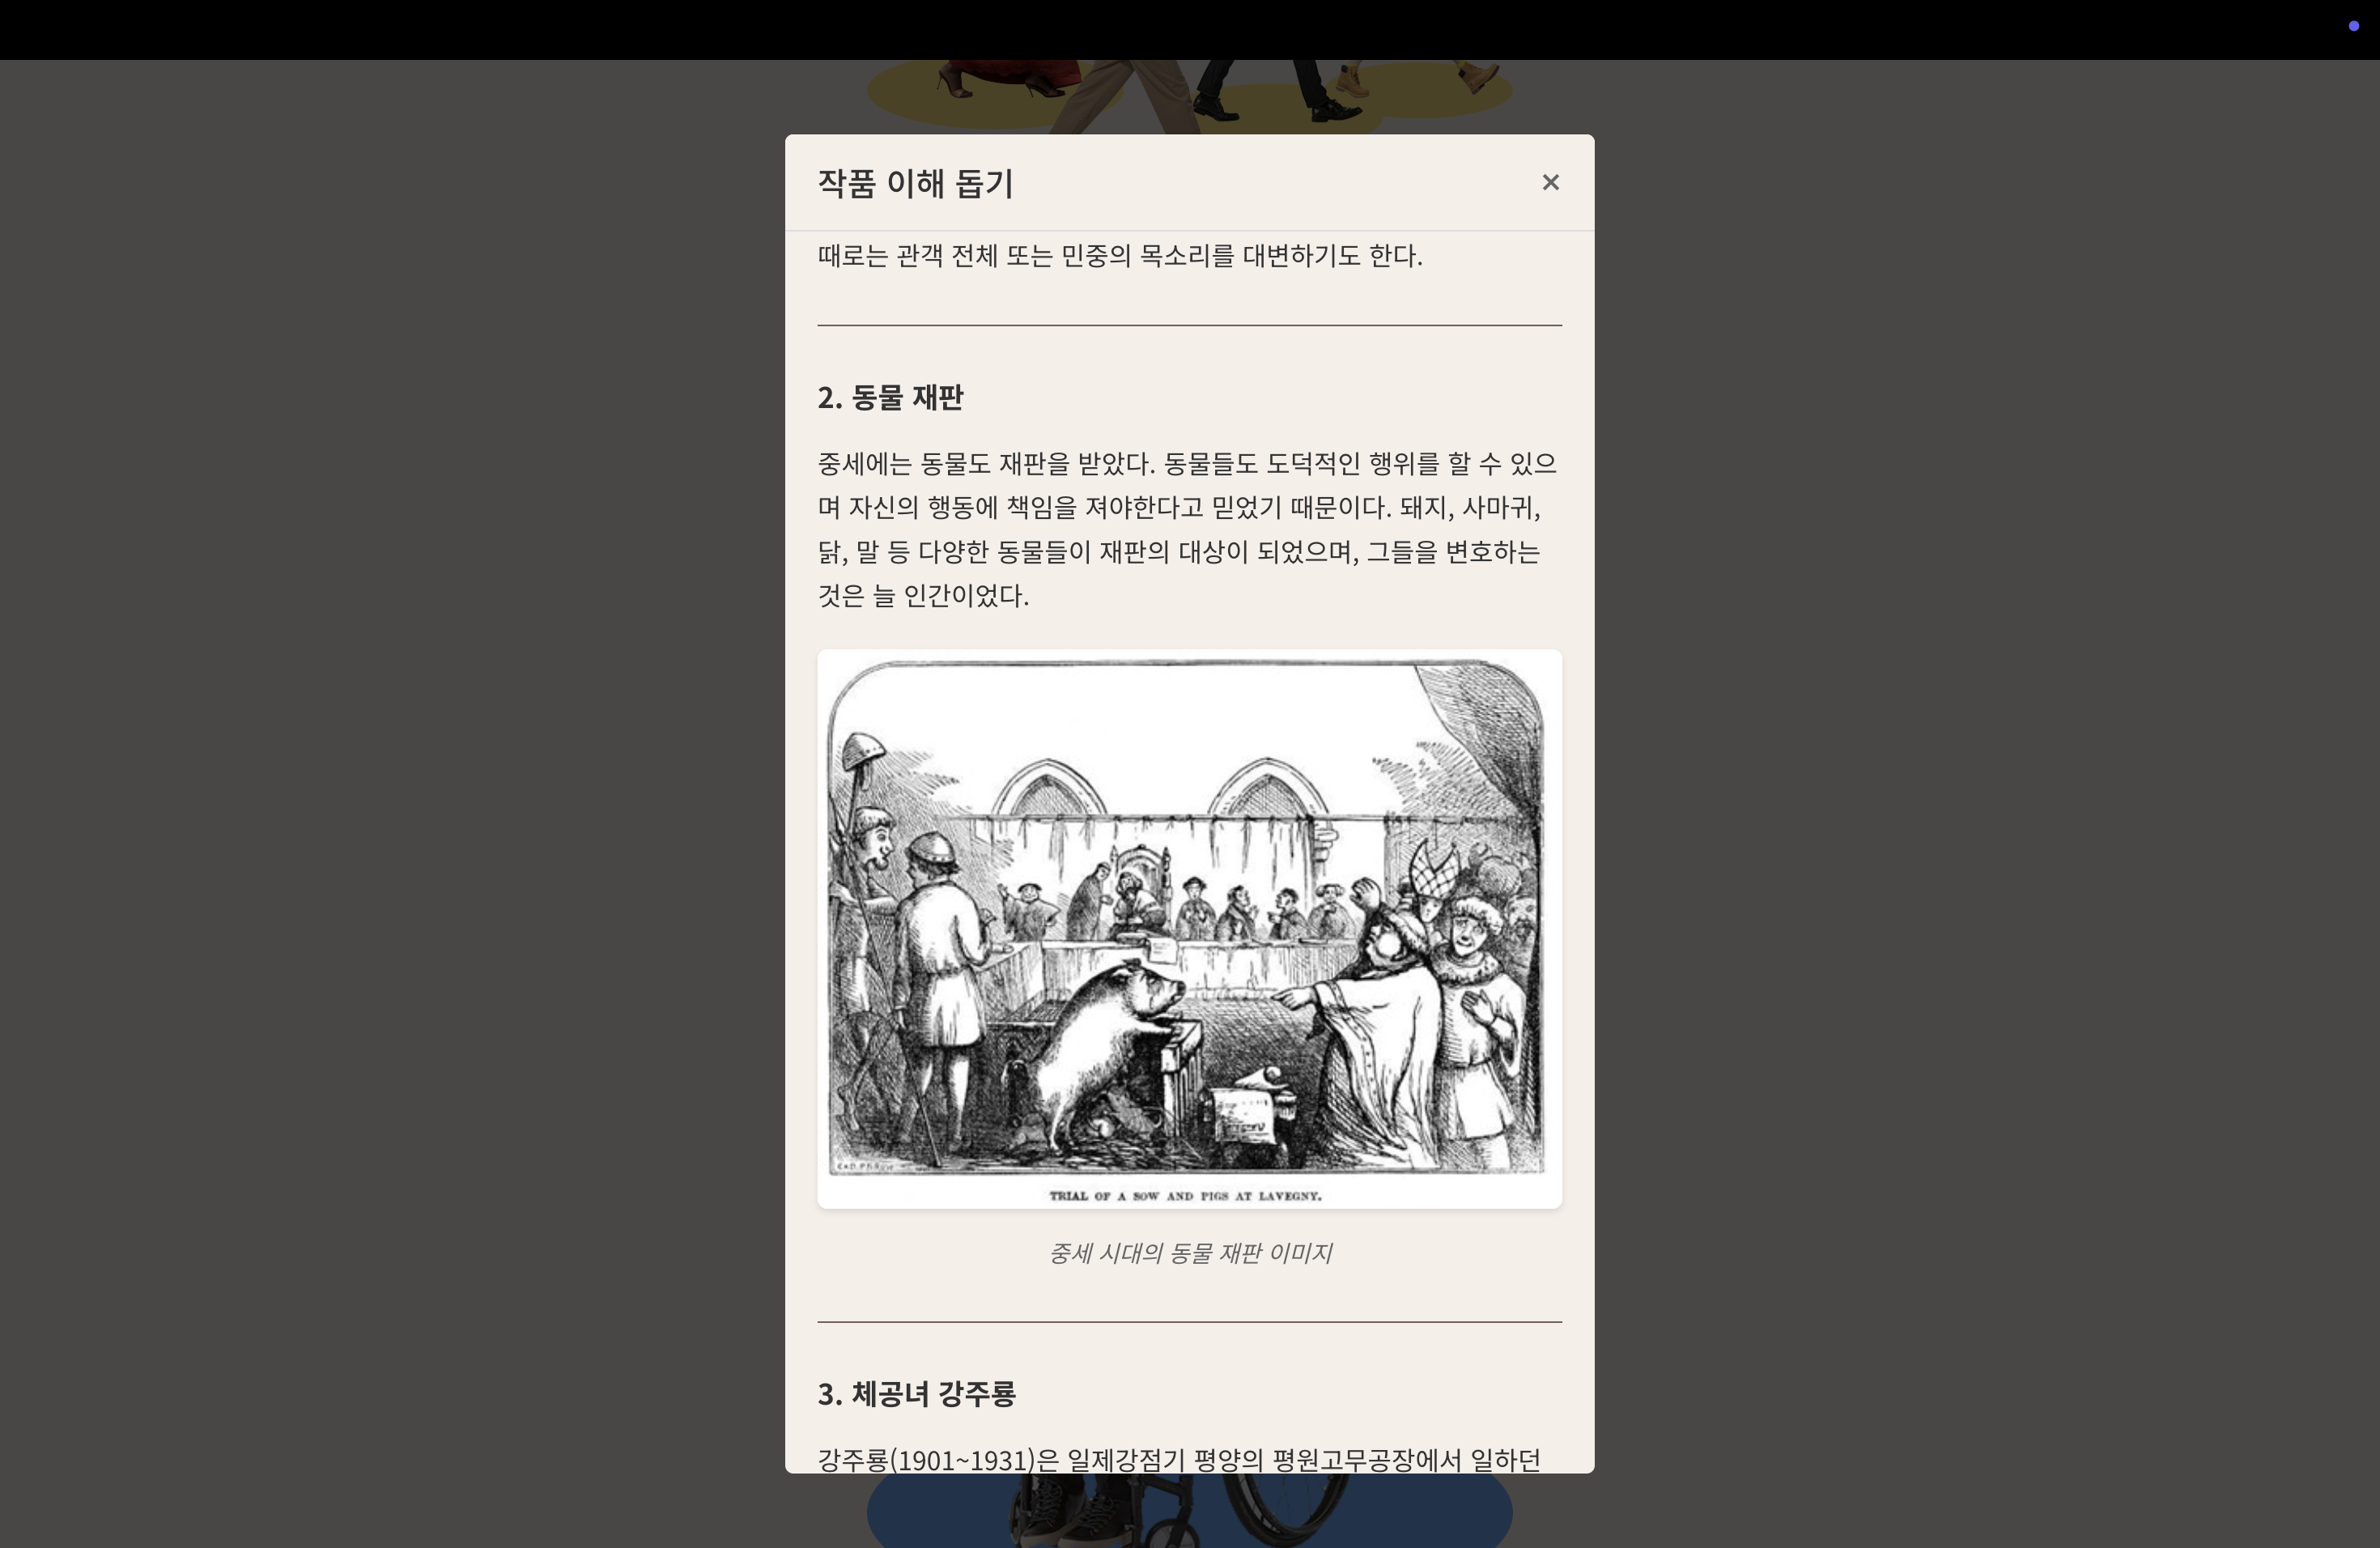 작품 이해 돕기
×
때로는 관객 전체 또는 민중의 목소리를 대변하기도 한다.
2. 동물 재판
중세에는 동물도 재판을 받았다. 동물들도 도덕적인 행위를 할 수 있으
며 자신의 행동에 책임을 져야한다고 믿었기 때문이다. 돼지, 사마귀,
닭, 말 등 다양한 동물들이 재판의 대상이 되었으며, 그들을 변호하는
것은 늘 인간이었다.
TRIAL OF A SOW AND PIGS AT LAVEGNY.
중세 시대의 동물 재판 이미지
3. 체공녀 강주룡
강주룡(1901~1931)은 일제강점기 평양의 평원고무공장에서 일하던